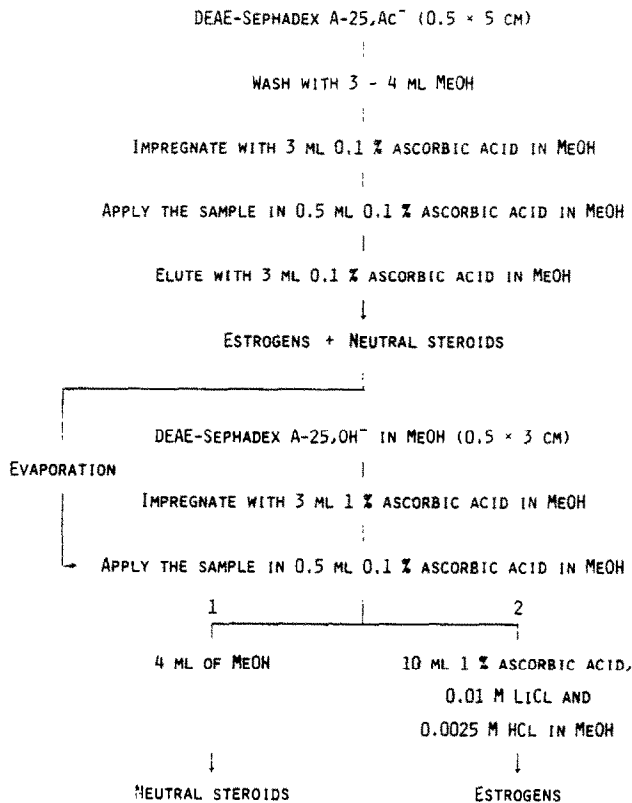 DEAE-SEPHADEX A-25,AC⁻ (0.5 × 5 CM)
WASH WITH 3 - 4 ML MEOH
IMPREGNATE WITH 3 ML 0.1 % ASCORBIC ACID IN MEOH
APPLY THE SAMPLE IN 0.5 ML 0.1 % ASCORBIC ACID IN MEOH
ELUTE WITH 3 ML 0.1 % ASCORBIC ACID IN MEOH
ESTROGENS + NEUTRAL STEROIDS
DEAE-SEPHADEX A-25,OH⁻ IN MEOH (0.5 × 3 CM)
EVAPORATION
IMPREGNATE WITH 3 ML 1 % ASCORBIC ACID IN MEOH
APPLY THE SAMPLE IN 0.5 ML 0.1 % ASCORBIC ACID IN MEOH
1 2
4 ML OF MEOH
10 ML 1 % ASCORBIC ACID,
0.01 M LICL AND
0.0025 M HCL IN MEOH
NEUTRAL STEROIDS
ESTROGENS